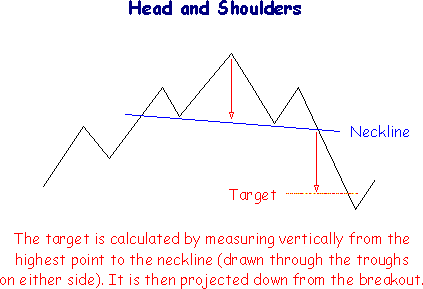 Head and Shoulders
Neckline
Target
The target is calculated by measuring vertically from the
highest point to the neckline (drawn through the troughs
on either side). It is then projected down from the breakout.